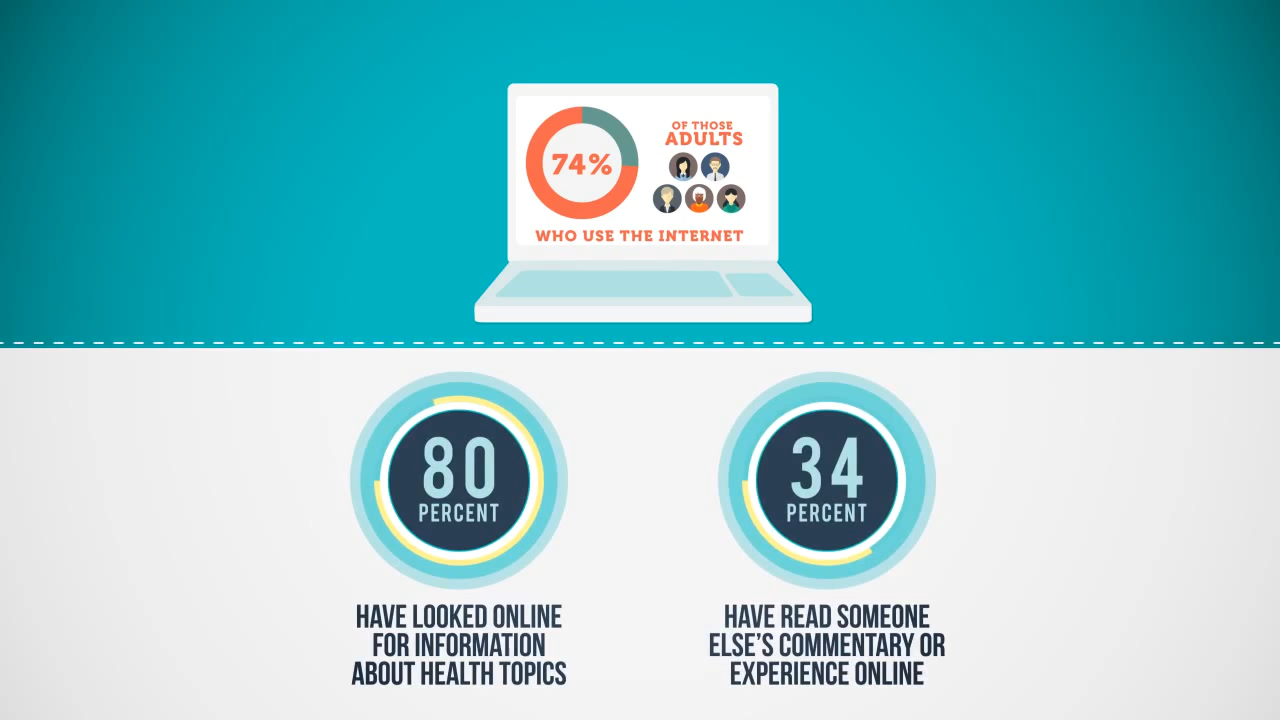 74%
OF THOSE
ADULTS
WHO USE THE INTERNET
80
PERCENT
HAVE LOOKED ONLINE
FOR INFORMATION
ABOUT HEALTH TOPICS
34
PERCENT
HAVE READ SOMEONE
ELSE'S COMMENTARY OR
EXPERIENCE ONLINE